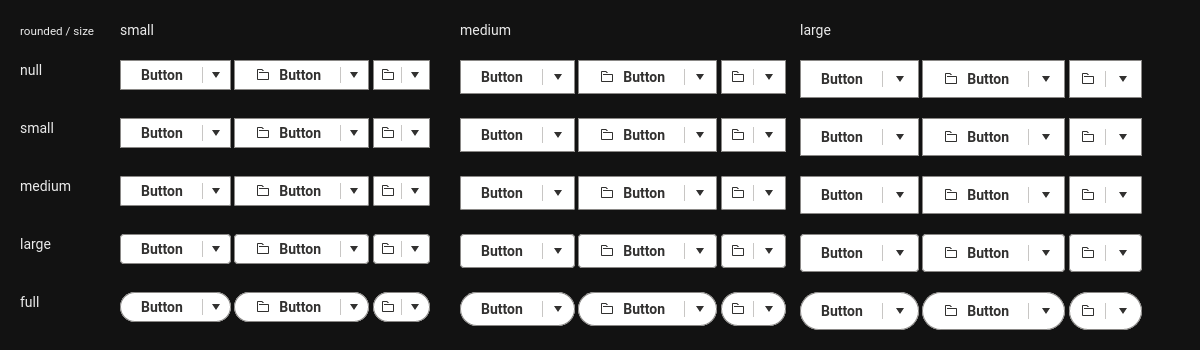 rounded / size small medium large
null Button Button Button Button Button Button
small Button Button Button Button Button Button
medium Button Button Button Button Button Button
large Button Button Button Button Button Button
full Button Button Button Button Button Button